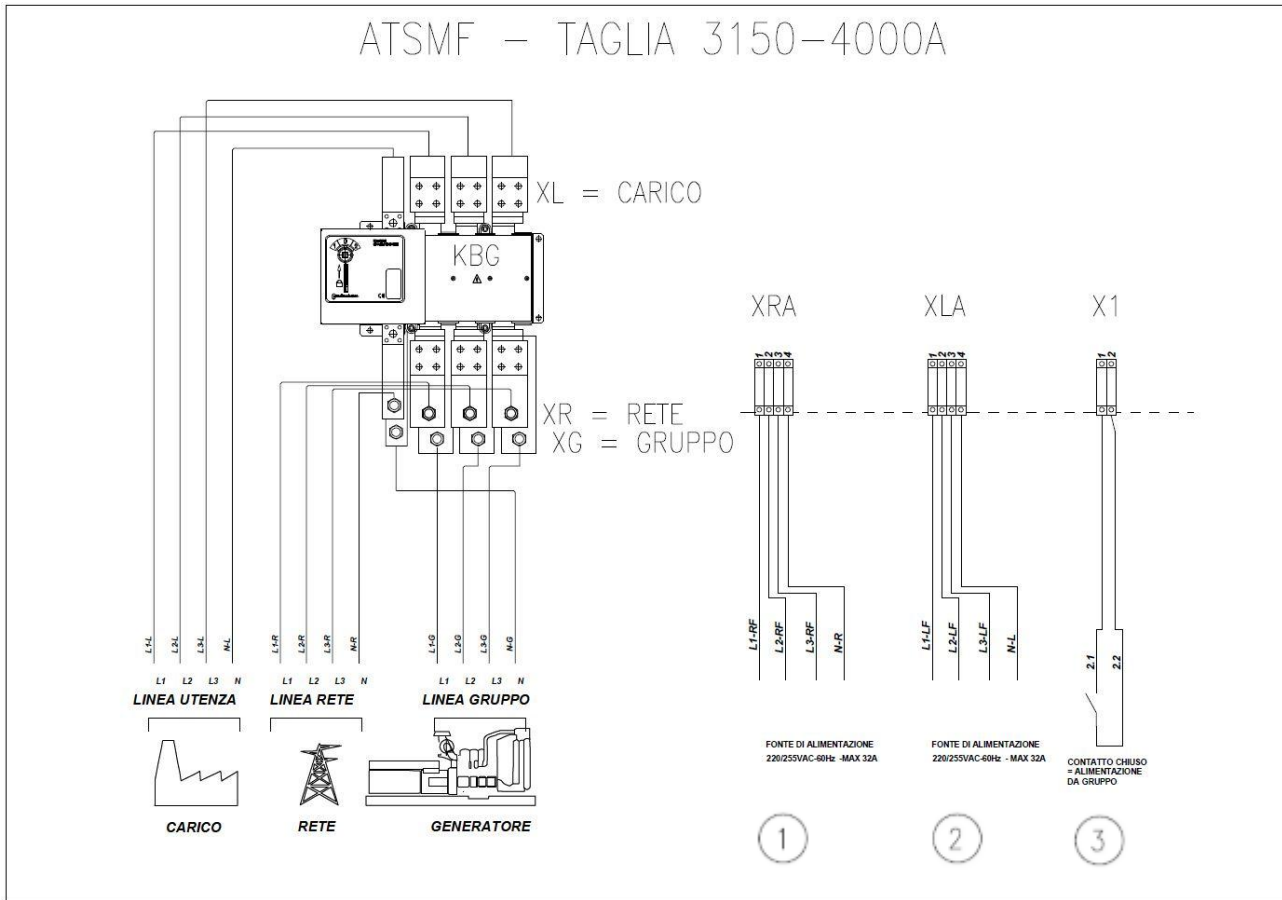 ATSMF – TAGLIA 3150–4000A
XL = CARICO
KBG
XR = RETE
XG = GRUPPO
XRA
XLA
X1
1 2 3 4
1 2 3 4
1 2
L1-L L2-L L3-L N-L
L1-R L2-R L3-R N-R
L1-G L2-G L3-G N-G
L1-RF L2-RF L3-RF N-R
L1-LF L2-LF L3-LF N-L
2.1 2.2
L1 L2 L3 N
L1 L2 L3 N
L1 L2 L3 N
LINEA UTENZA
LINEA RETE
LINEA GRUPPO
FONTE DI ALIMENTAZIONE
220/255VAC-60Hz -MAX 32A
FONTE DI ALIMENTAZIONE
220/255VAC-60Hz - MAX 32A
CONTATTO CHIUSO
= ALIMENTAZIONE
DA GRUPPO
CARICO
RETE
GENERATORE
1
2
3